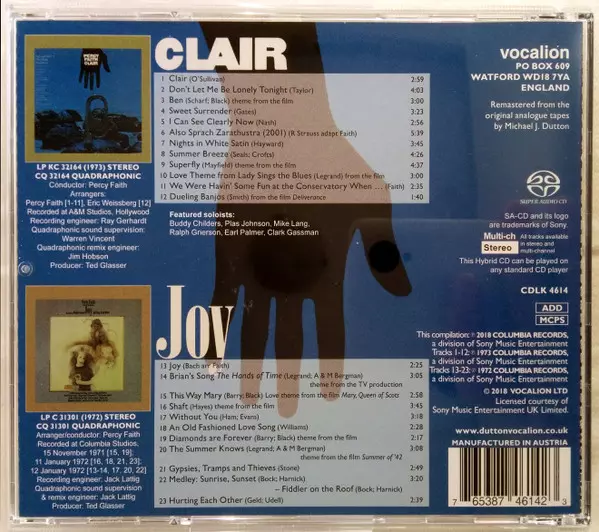 CLAIR
PERCY
FAITH
CLAIR
1 Clair (O'Sullivan) 2:59
2 Don't Let Me Be Lonely Tonight (Taylor) 4:03
3 Ben (Scharf; Black) theme from the film 3:00
4 Sweet Surrender (Gates) 3:23
5 I Can See Clearly Now (Nash) 2:56
6 Also Sprach Zarathustra (2001) (R Strauss adapt Faith) 5:39
7 Nights in White Satin (Hayward) 3:45
8 Summer Breeze (Seals; Crofts) 3:56
9 Superfly (Mayfield) theme from the film 4:37
10 Love Theme from Lady Sings the Blues (Legrand) from the film 3:00
11 We Were Havin' Some Fun at the Conservatory When ... (Faith) 2:35
12 Dueling Banjos (Smith) from the film Deliverance 1:40
Featured soloists:
Buddy Childers, Plas Johnson, Mike Lang,
Ralph Grierson, Earl Palmer, Clark Gassman
LP KC 32164 (1973) STEREO
CQ 32164 QUADRAPHONIC
Conductor: Percy Faith
Arrangers:
Percy Faith [1-11], Eric Weissberg [12]
Recorded at A&M Studios, Hollywood
Recording engineer: Ray Gerhardt
Quadraphonic sound supervision:
Warren Vincent
Quadraphonic remix engineer:
Jim Hobson
Producer: Ted Glasser
Joy
13 Joy (Bach arr Faith) 2:25
14 Brian's Song The Hands of Time (Legrand; A & M Bergman) 3:05
theme from the TV production
15 This Way Mary (Barry; Black) Love theme from the film Mary, Queen of Scots 2:58
16 Shaft (Hayes) theme from the film 3:45
17 Without You (Ham; Evans) 3:18
18 An Old Fashioned Love Song (Williams) 2:28
19 Diamonds are Forever (Barry; Black) theme from the film 2:51
20 The Summer Knows (Legrand; A & M Bergman) 3:08
theme from the film Summer of '42
21 Gypsies, Tramps and Thieves (Stone) 2:49
22 Medley: Sunrise, Sunset (Bock; Harnick)
– Fiddler on the Roof (Bock; Harnick) 3:24
23 Hurting Each Other (Geld; Udell) 2:39
LP C 31301 (1972) STEREO
CQ 31301 QUADRAPHONIC
Arranger/conductor: Percy Faith
Recorded at Columbia Studios,
15 November 1971 [15, 19];
11 January 1972 [16, 18, 21, 23];
12 January 1972 [13-14, 17, 20, 22]
Recording engineer: Jack Lattig
Quadraphonic sound supervision
& remix engineer: Jack Lattig
Producer: Ted Glasser
vocalion
PO BOX 609
WATFORD WD18 7YA
ENGLAND
Remastered from the
original analogue tapes
by Michael J. Dutton
SUPER AUDIO CD
SA-CD and its logo
are trademarks of Sony.
Multi-ch
Stereo
All tracks available
in stereo and
multi-channel
This Hybrid CD can be played on
any standard CD player
CDLK 4614
ADD
MCPS
This compilation: ℗ 2018 COLUMBIA RECORDS,
a division of Sony Music Entertainment
Tracks 1-12: ℗ 1973 COLUMBIA RECORDS,
a division of Sony Music Entertainment
Tracks 13-23: ℗ 1972 COLUMBIA RECORDS,
a division of Sony Music Entertainment
© 2018 VOCALION LTD
Licensed courtesy of
Sony Music Entertainment UK Limited.
www.duttonvocalion.co.uk
MANUFACTURED IN AUSTRIA
7 65387 46142 3